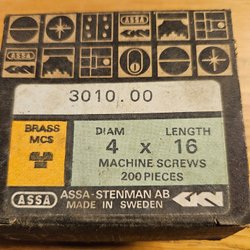 3010.00
BRASS
MCS
DIAM LENGTH
4 x 16
MACHINE SCREWS
200 PIECES
ASSA ASSA-STENMAN AB
MADE IN SWEDEN GKN